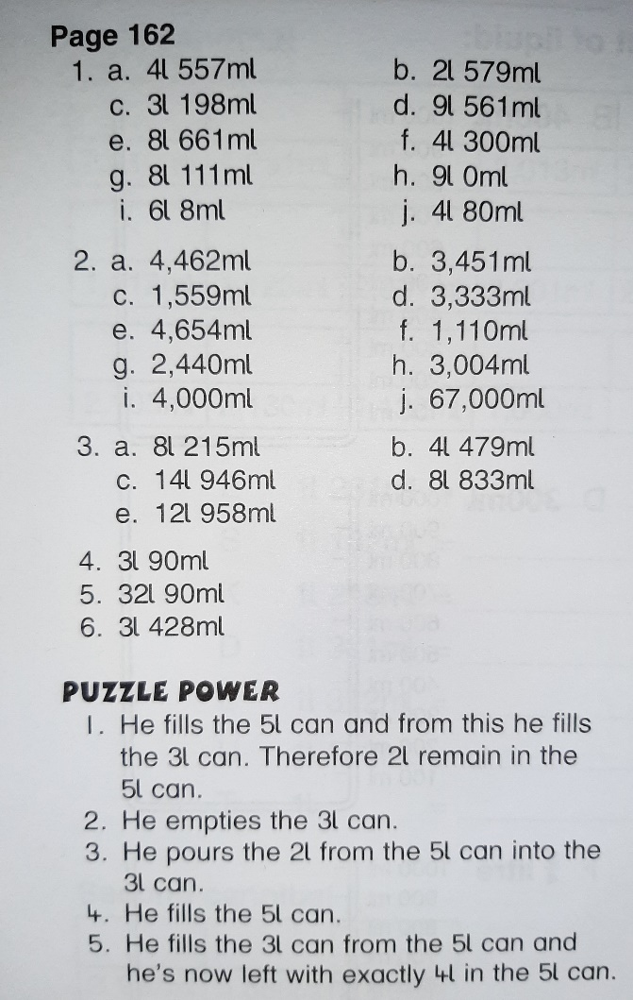 Page 162
1. a. 4l 557ml b. 2l 579ml
c. 3l 198ml d. 9l 561ml
e. 8l 661ml f. 4l 300ml
g. 8l 111ml h. 9l 0ml
i. 6l 8ml j. 4l 80ml
2. a. 4,462ml b. 3,451ml
c. 1,559ml d. 3,333ml
e. 4,654ml f. 1,110ml
g. 2,440ml h. 3,004ml
i. 4,000ml j. 67,000ml
3. a. 8l 215ml b. 4l 479ml
c. 14l 946ml d. 8l 833ml
e. 12l 958ml
4. 3l 90ml
5. 32l 90ml
6. 3l 428ml
PUZZLE POWER
1. He fills the 5l can and from this he fills
the 3l can. Therefore 2l remain in the
5l can.
2. He empties the 3l can.
3. He pours the 2l from the 5l can into the
3l can.
4. He fills the 5l can.
5. He fills the 3l can from the 5l can and
he's now left with exactly 4l in the 5l can.